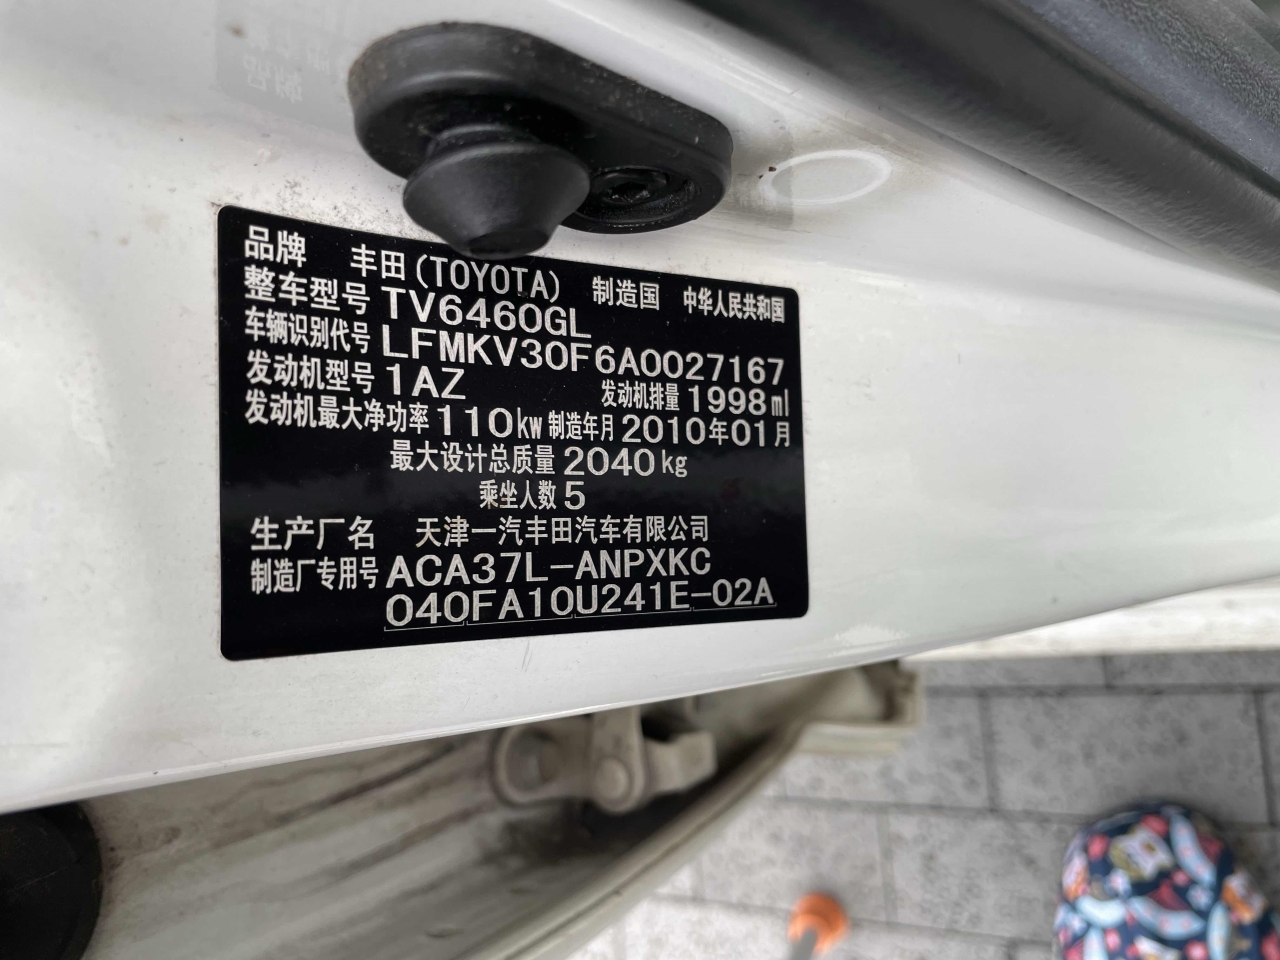 品牌 丰田(TOYOTA) 制造国 中华人民共和国
整车型号 TV6460GL
车辆识别代号 LFMKV30F6A0027167
发动机型号 1AZ 发动机排量 1998ml
发动机最大净功率 110kw 制造年月 2010年01月
最大设计总质量 2040kg
乘坐人数 5
生产厂名 天津一汽丰田汽车有限公司
制造厂专用号 ACA37L-ANPXKC
040FA10U241E-02A